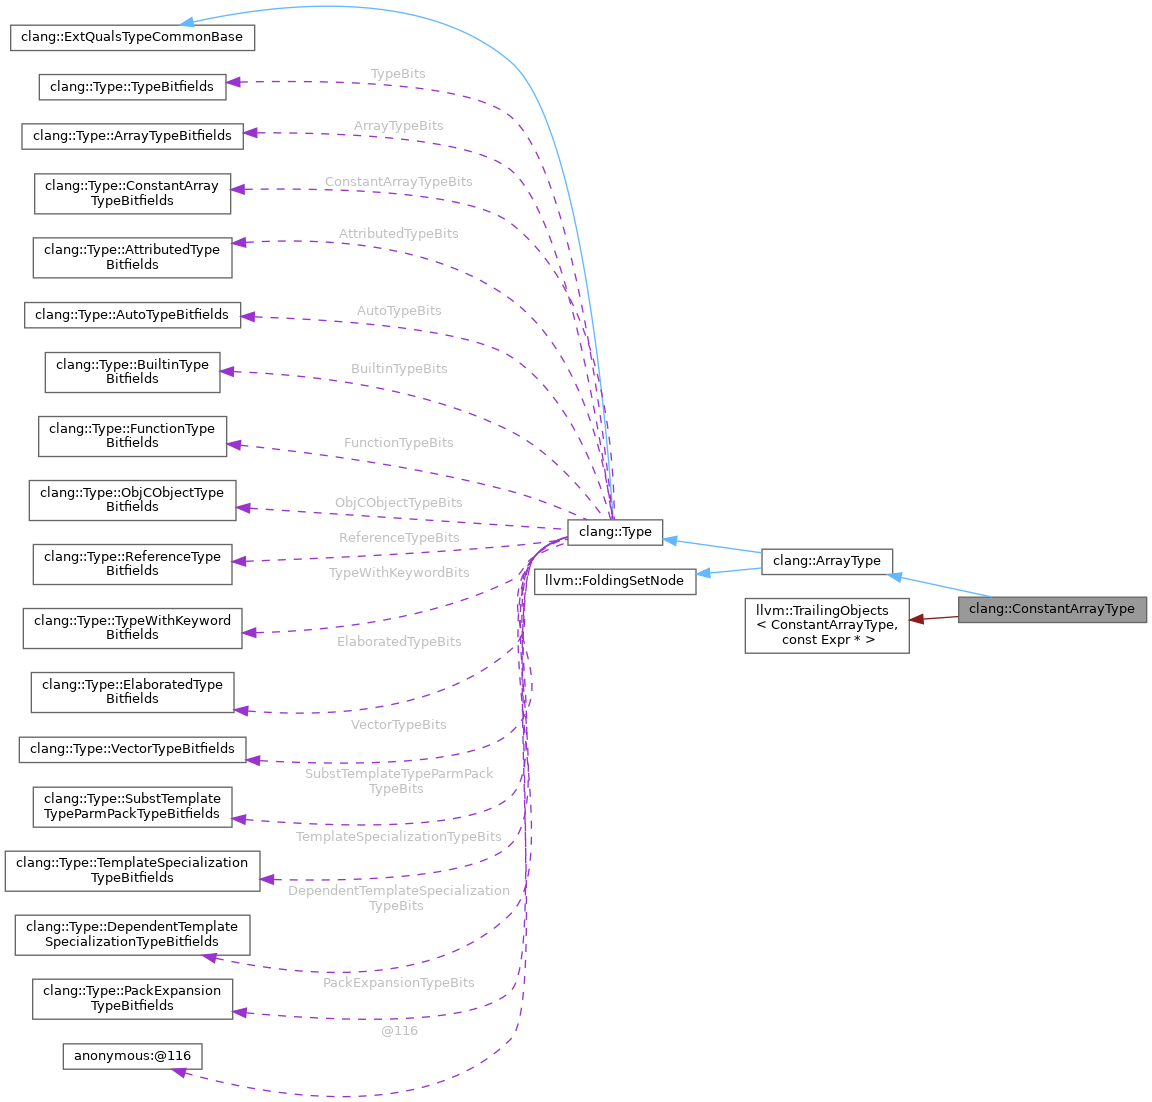 clang::ExtQualsTypeCommonBase
TypeBits
clang::Type::TypeBitfields
ArrayTypeBits
clang::Type::ArrayTypeBitfields
ConstantArrayTypeBits
clang::Type::ConstantArray
TypeBitfields
AttributedTypeBits
clang::Type::AttributedType
Bitfields
AutoTypeBits
clang::Type::AutoTypeBitfields
BuiltinTypeBits
clang::Type::BuiltinType
Bitfields
FunctionTypeBits
clang::Type::FunctionType
Bitfields
ObjCObjectTypeBits
clang::Type::ObjCObjectType
Bitfields
ReferenceTypeBits
clang::Type::ReferenceType
Bitfields
TypeWithKeywordBits
clang::Type::TypeWithKeyword
Bitfields
ElaboratedTypeBits
clang::Type::ElaboratedType
Bitfields
VectorTypeBits
clang::Type::VectorTypeBitfields
SubstTemplateTypeParmPack
TypeBits
clang::Type::SubstTemplate
TypeParmPackTypeBitfields
TemplateSpecializationTypeBits
clang::Type::TemplateSpecialization
TypeBitfields
DependentTemplateSpecialization
TypeBits
clang::Type::DependentTemplate
SpecializationTypeBitfields
PackExpansionTypeBits
clang::Type::PackExpansion
TypeBitfields
@116
anonymous:@116
clang::Type
llvm::FoldingSetNode
clang::ArrayType
llvm::TrailingObjects
< ConstantArrayType,
const Expr * >
clang::ConstantArrayType